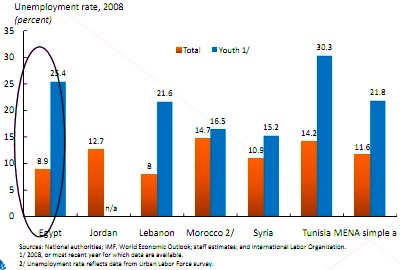 Unemployment rate, 2008
(percent)
35
30
25
20
15
10
5
0
Total
Youth 1/
8.9
25.4
12.7
n/a
8
21.6
14.7
16.5
10.9
15.2
14.2
30.3
11.6
21.8
Egypt
Jordan
Lebanon
Morocco 2/
Syria
Tunisia
MENA simple a
Sources: National authorities; IMF, World Economic Outlook; staff estimates; and International Labor Organization.
1/ 2008, or most recent year for which data are available.
2/ Unemployment rate reflects data from Urban Labor Force survey.